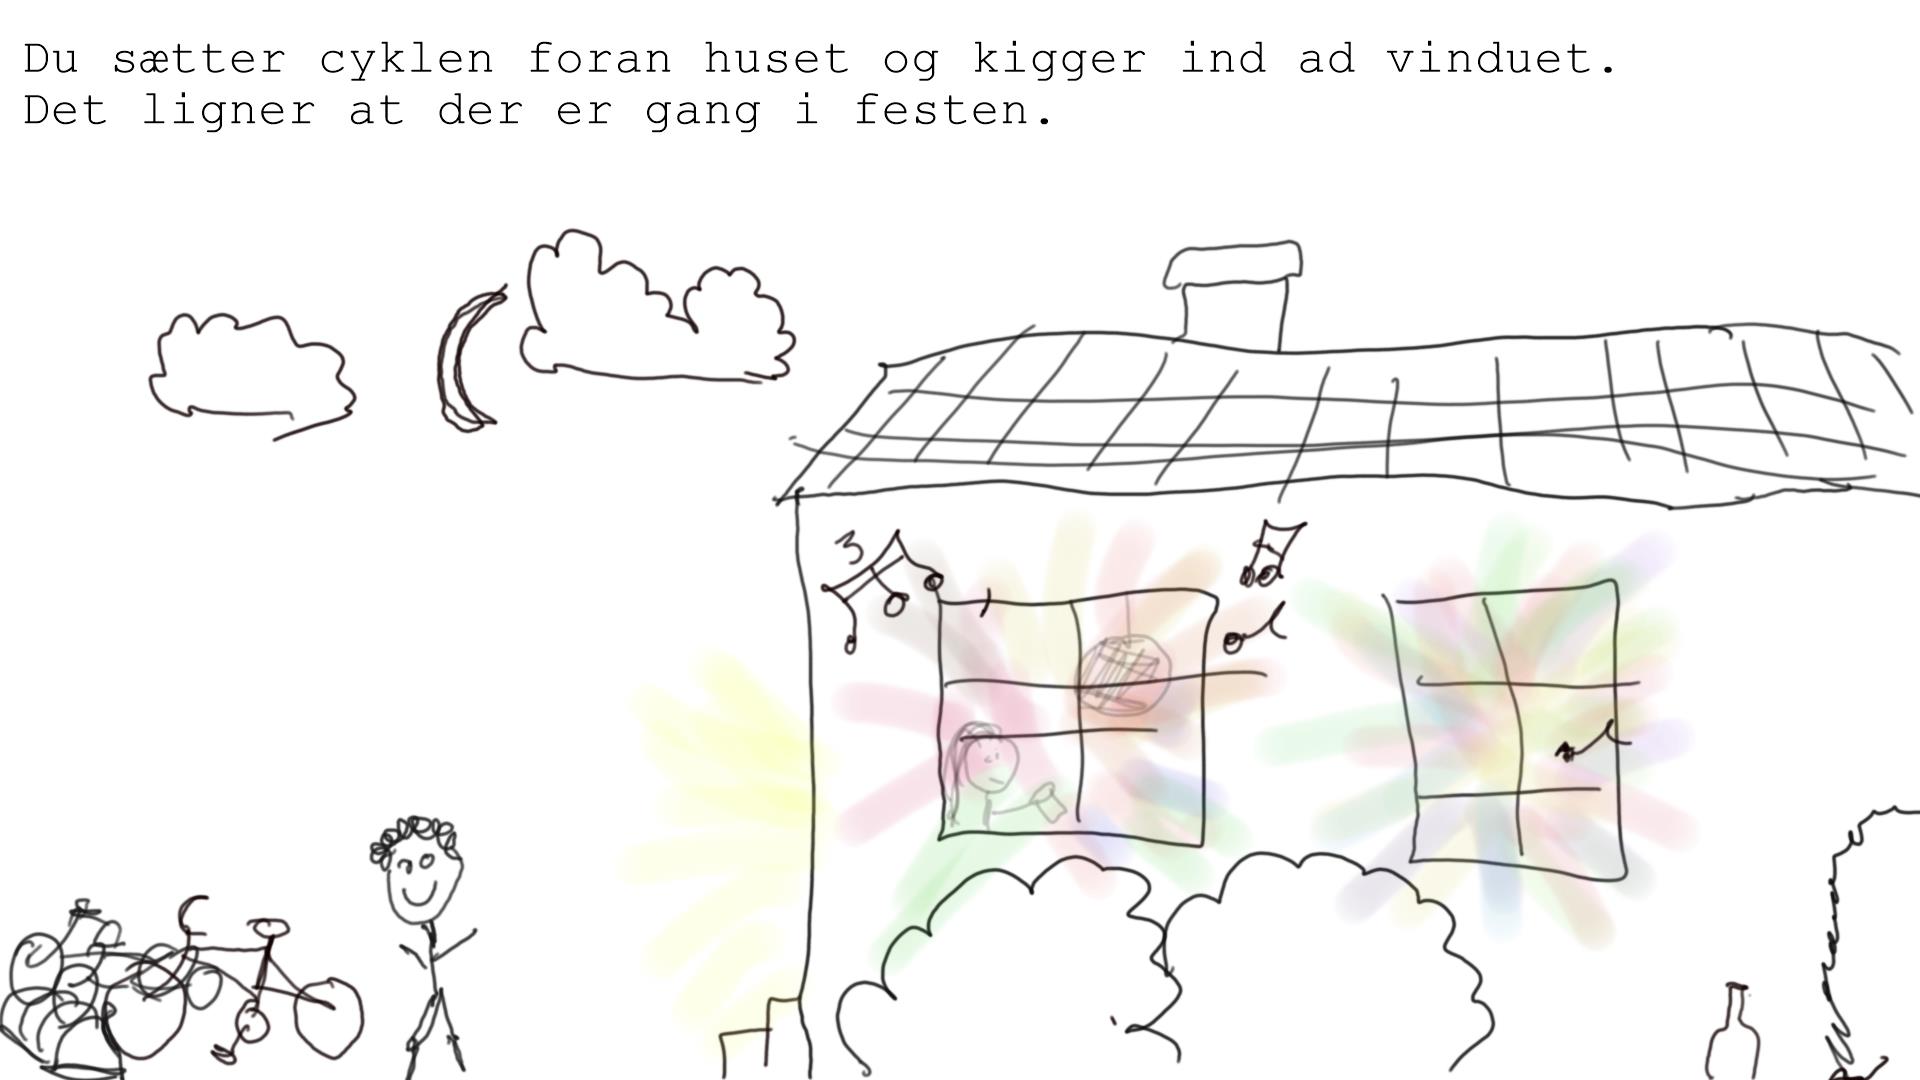 Du sætter cyklen foran huset og kigger ind ad vinduet.
Det ligner at der er gang i festen.